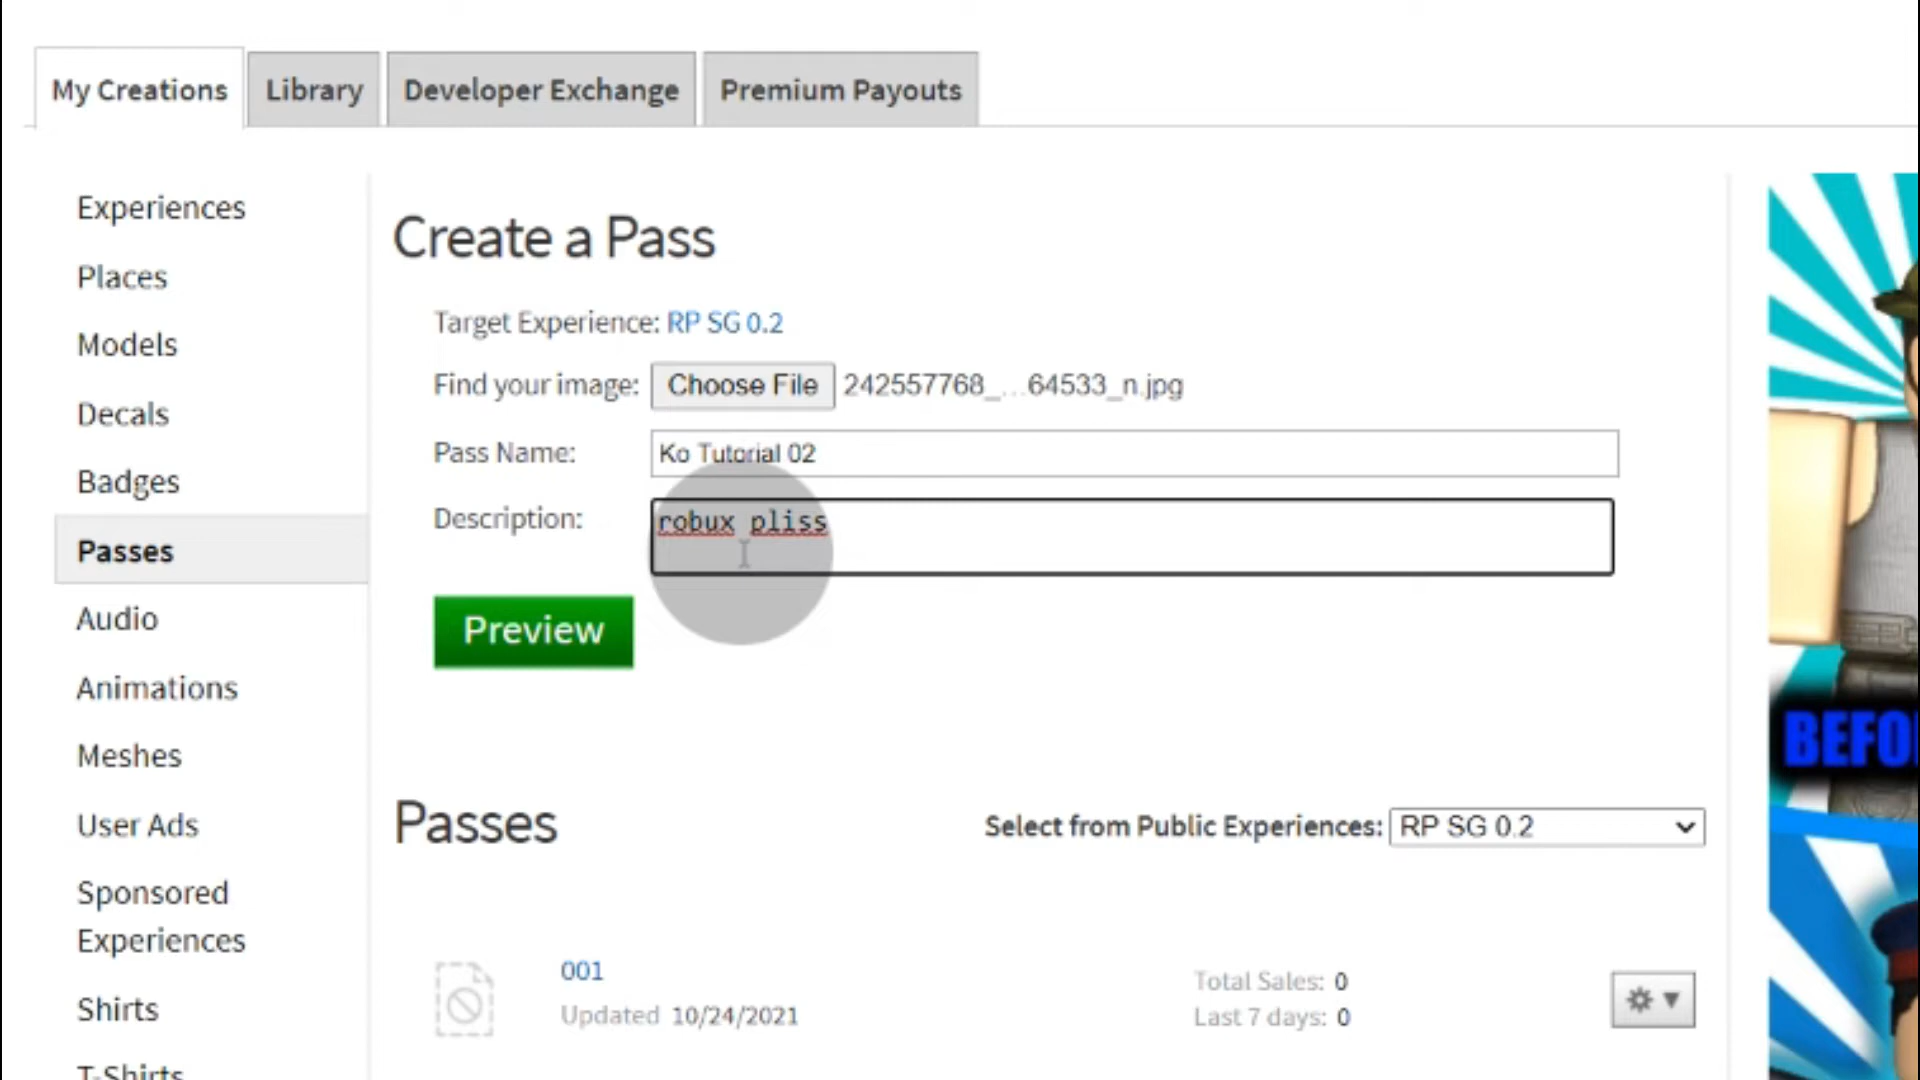 My Creations
Library
Developer Exchange
Premium Payouts
Experiences
Places
Models
Decals
Badges
Passes
Audio
Animations
Meshes
User Ads
Sponsored
Experiences
Shirts
T-Shirts
Create a Pass
Target Experience: RP SG 0.2
Find your image: Choose File 242557768_...64533_n.jpg
Pass Name: Ko Tutorial 02
Description: robux pliss
Preview
Passes
Select from Public Experiences: RP SG 0.2
001
Updated 10/24/2021
Total Sales: 0
Last 7 days: 0
BEFO